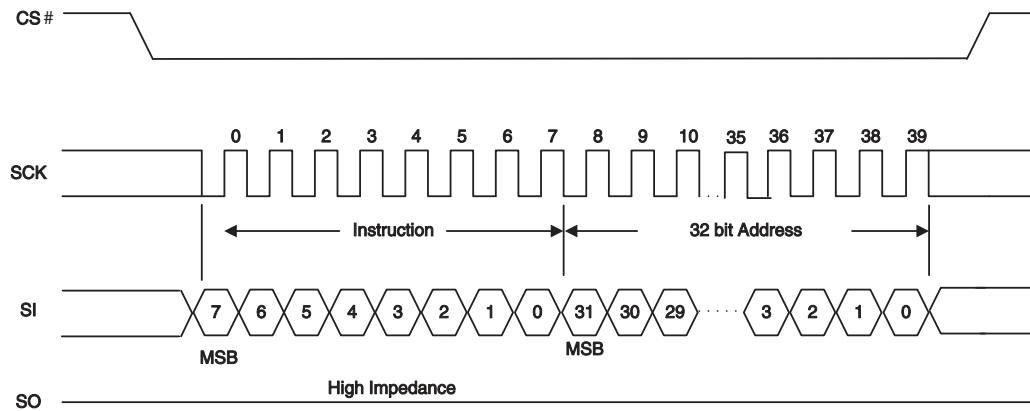 CS #
0 1 2 3 4 5 6 7 8 9 10 35 36 37 38 39
SCK
Instruction 32 bit Address
SI 7 6 5 4 3 2 1 0 31 30 29 ····· 3 2 1 0
MSB MSB
High Impedance
SO